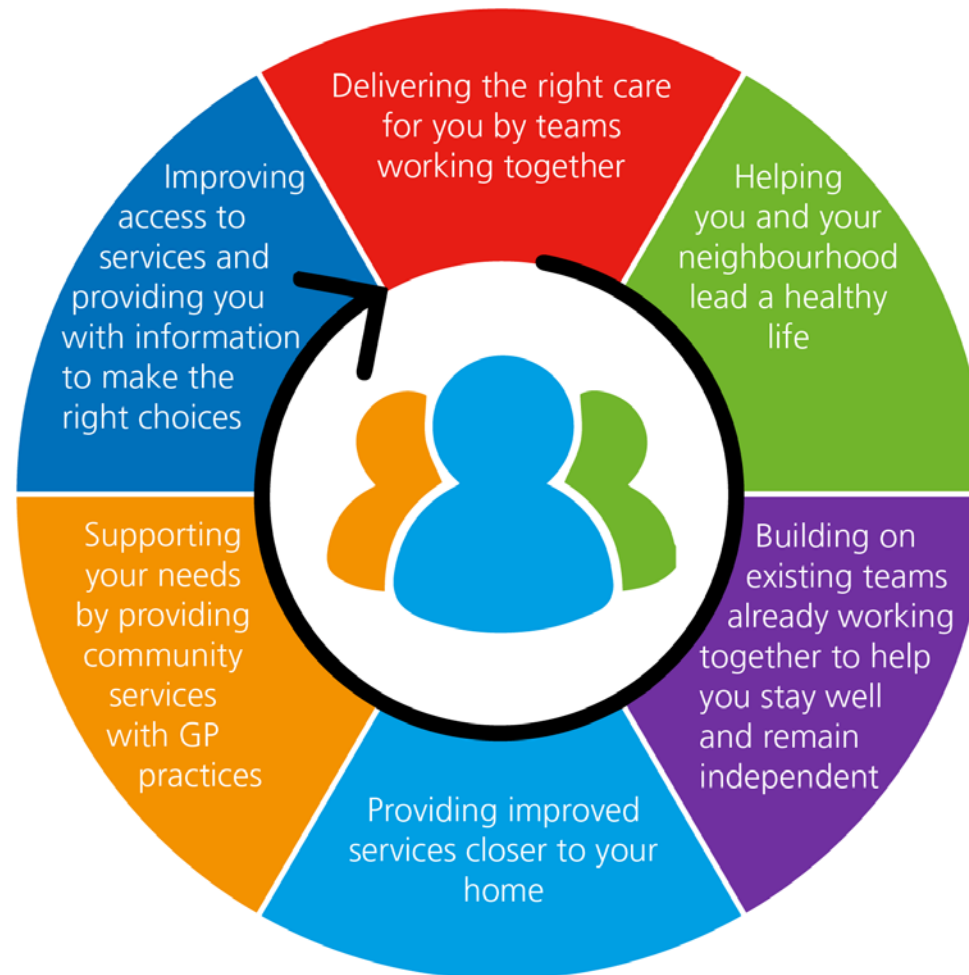 Delivering the right care
for you by teams
working together
Helping
you and your
neighbourhood
lead a healthy
life
Building on
existing teams
already working
together to help
you stay well
and remain
independent
Providing improved
services closer to your
home
Supporting
your needs
by providing
community
services
with GP
practices
Improving
access to
services and
providing you
with information
to make the
right choices